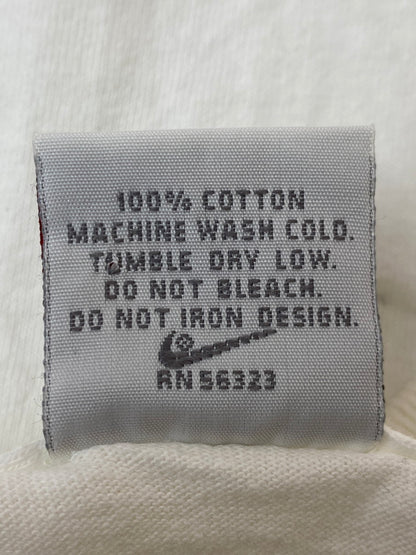 100% COTTON
MACHINE WASH COLD.
TUMBLE DRY LOW.
DO NOT BLEACH.
DO NOT IRON DESIGN.
RN 56323